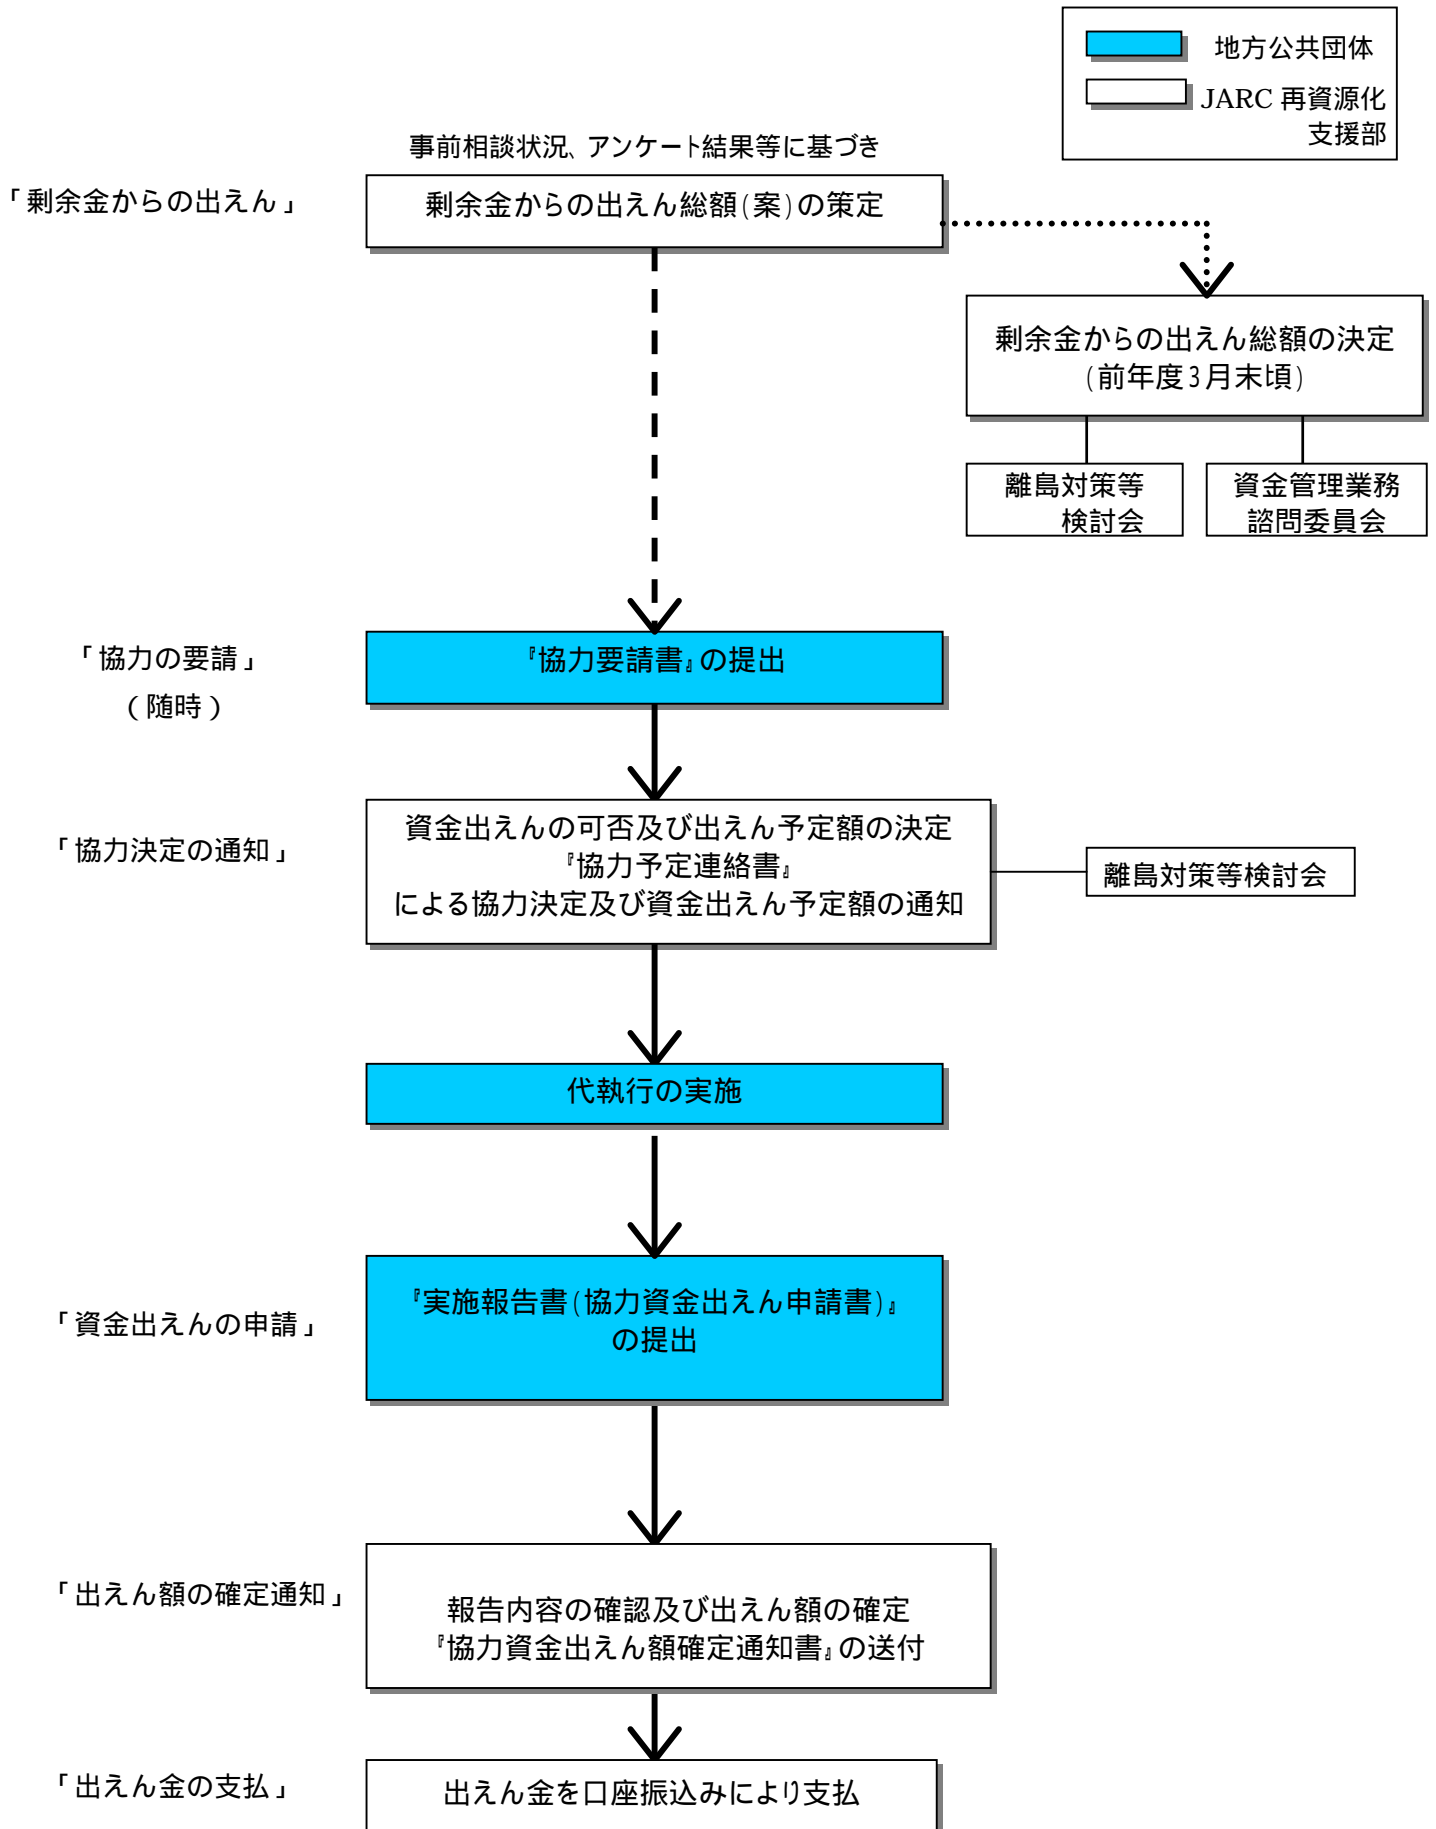 地方公共団体
JARC 再資源化
支援部
事前相談状況、アンケート結果等に基づき
「剰余金からの出えん」
剰余金からの出えん総額(案)の策定
剰余金からの出えん総額の決定
(前年度3月末頃)
離島対策等
検討会
資金管理業務
諮問委員会
「協力の要請」
(随時)
『協力要請書』の提出
「協力決定の通知」
資金出えんの可否及び出えん予定額の決定
『協力予定連絡書』
による協力決定及び資金出えん予定額の通知
離島対策等検討会
代執行の実施
「資金出えんの申請」
『実施報告書(協力資金出えん申請書)』
の提出
「出えん額の確定通知」
報告内容の確認及び出えん額の確定
『協力資金出えん額確定通知書』の送付
「出えん金の支払」
出えん金を口座振込みにより支払